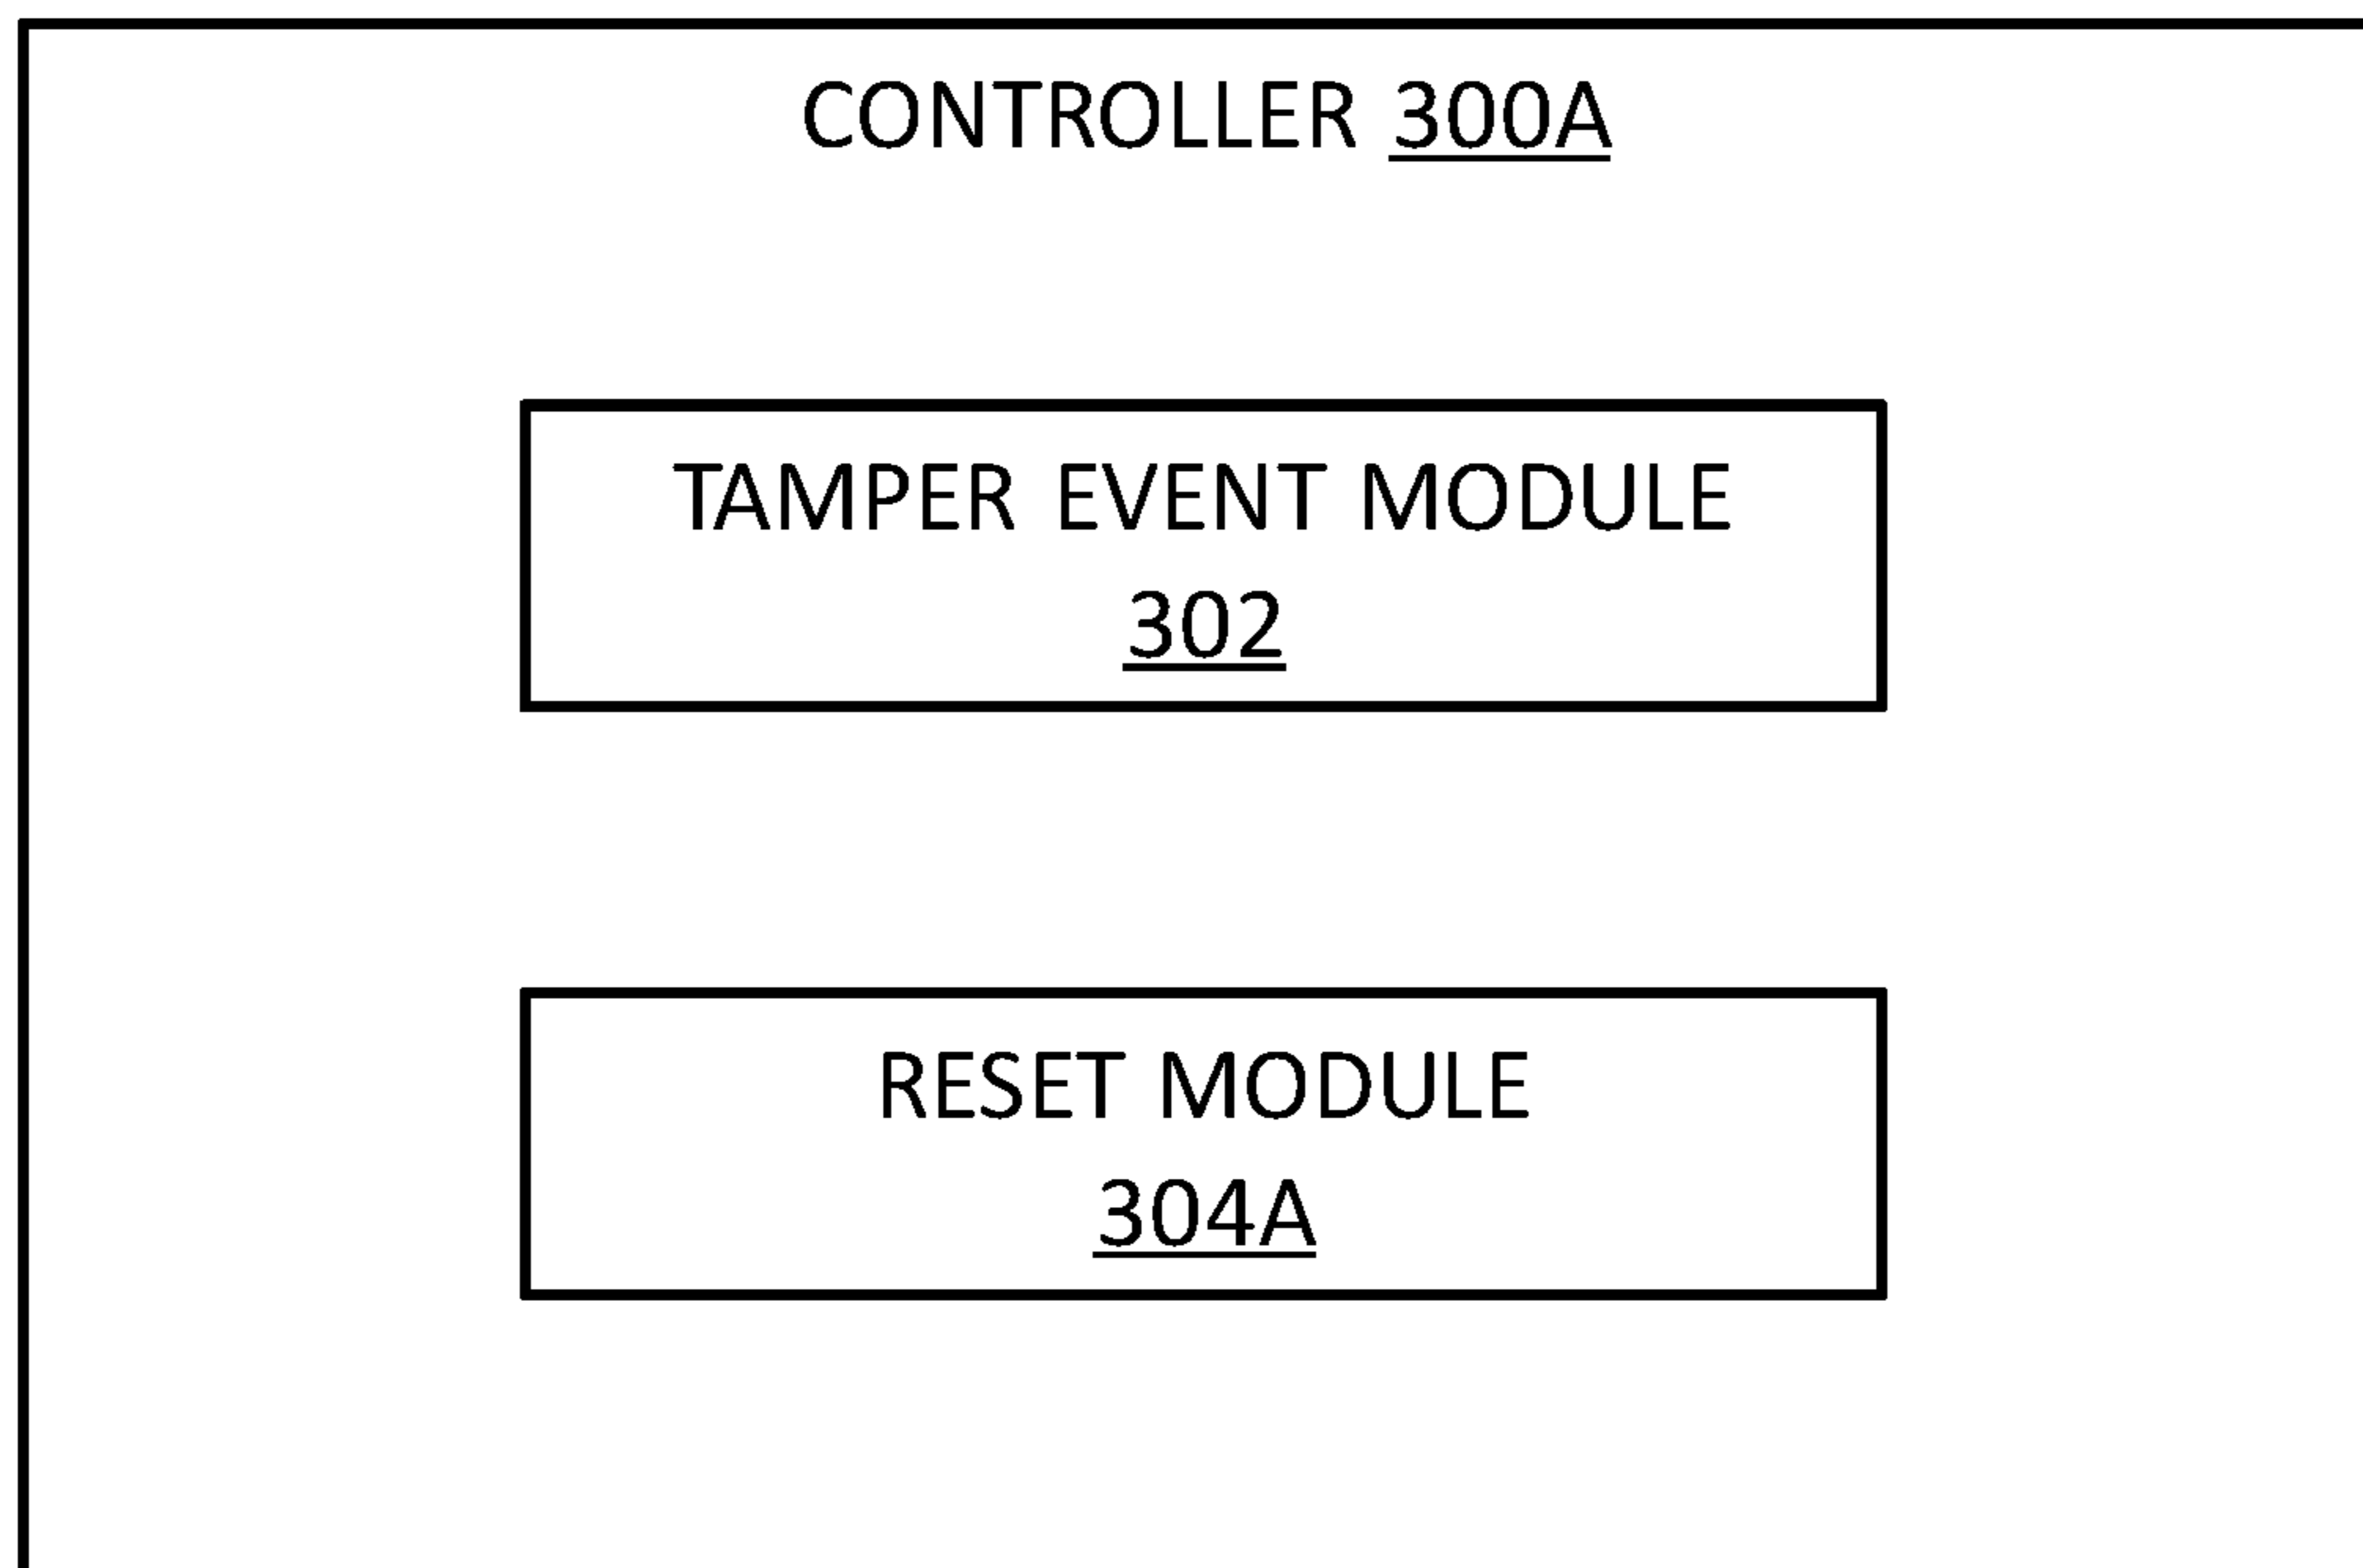 CONTROLLER 300A
TAMPER EVENT MODULE
302
RESET MODULE
304A